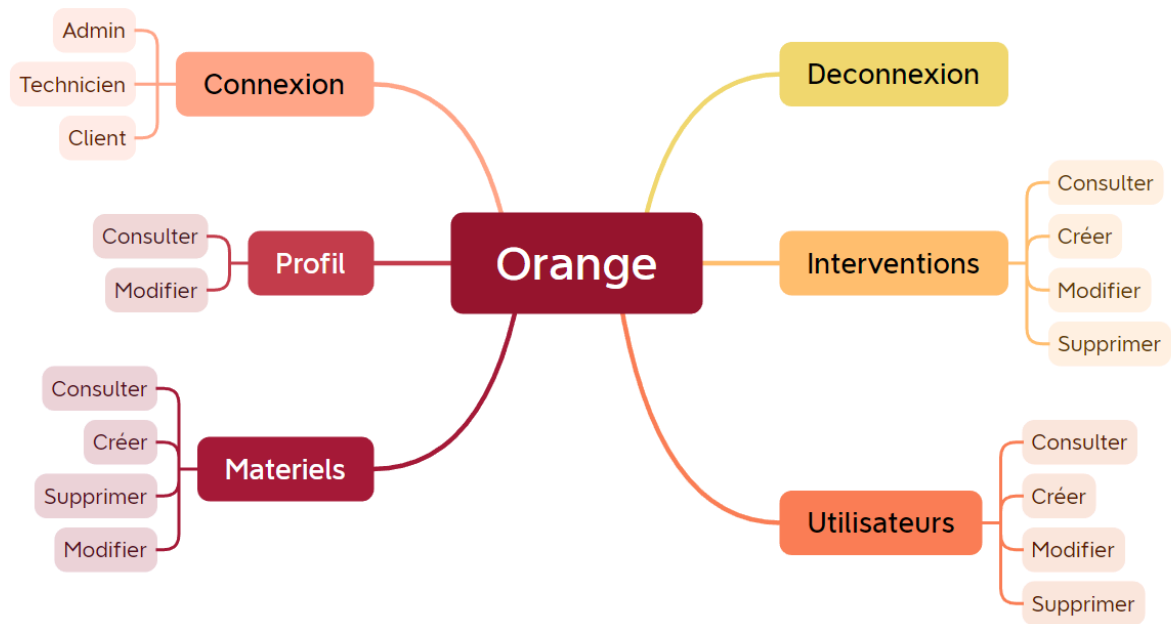 Orange
Connexion
Admin
Technicien
Client
Profil
Consulter
Modifier
Materiels
Consulter
Créer
Supprimer
Modifier
Deconnexion
Interventions
Consulter
Créer
Modifier
Supprimer
Utilisateurs
Consulter
Créer
Modifier
Supprimer